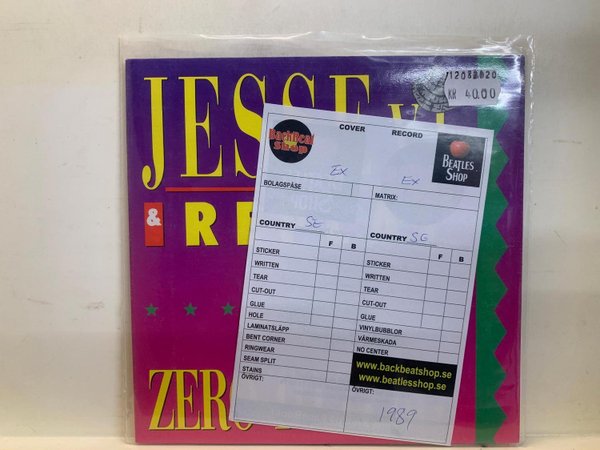 112032020
KR 40.00
JESSE
& RE
BackBeat
Shop
COVER RECORD
BEATLES
SHOP
EX EX
BOLAGSPÅSE MATRIX:
COUNTRY SE COUNTRY SE
F B F B
STICKER STICKER
WRITTEN WRITTEN
TEAR TEAR
CUT-OUT CUT-OUT
GLUE GLUE
HOLE VINYLBUBBLOR
LAMINATSLÄPP VÄRMESKADA
BENT CORNER NO CENTER
RINGWEAR
SEAM SPLIT
STAINS
www.backbeatshop.se
www.beatlesshop.se
ÖVRIGT: ÖVRIGT:
1989
ZERO